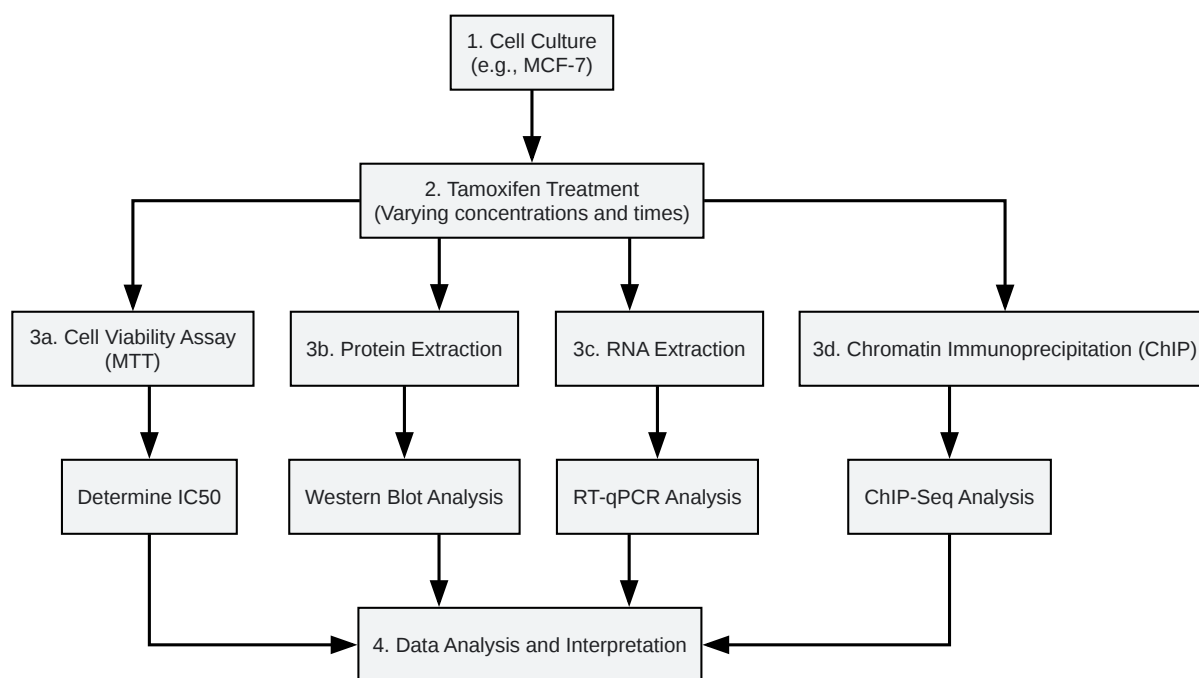 1. Cell Culture
(e.g., MCF-7)
2. Tamoxifen Treatment
(Varying concentrations and times)
3a. Cell Viability Assay
(MTT)
3b. Protein Extraction
3c. RNA Extraction
3d. Chromatin Immunoprecipitation (ChIP)
Determine IC50
Western Blot Analysis
RT-qPCR Analysis
ChIP-Seq Analysis
4. Data Analysis and Interpretation